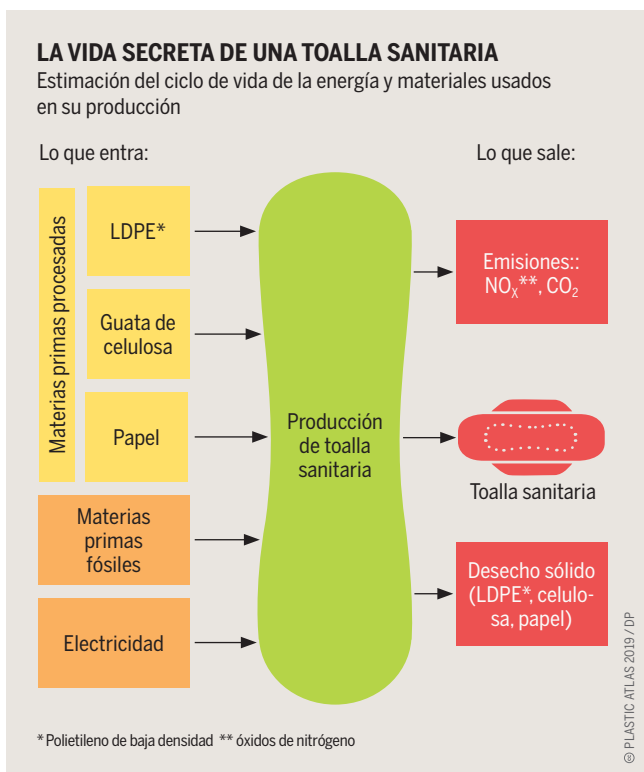 LA VIDA SECRETA DE UNA TOALLA SANITARIA
Estimación del ciclo de vida de la energía y materiales usados
en su producción
Lo que entra:
Lo que sale:
Materias primas procesadas
LDPE*
Guata de
celulosa
Papel
Materias
primas
fósiles
Electricidad
Producción
de toalla
sanitaria
Emisiones::
NOₓ**, CO₂
Toalla sanitaria
Desecho sólido
(LDPE*, celulo-
sa, papel)
* Polietileno de baja densidad ** óxidos de nitrógeno
PLASTIC ATLAS 2019 / DP